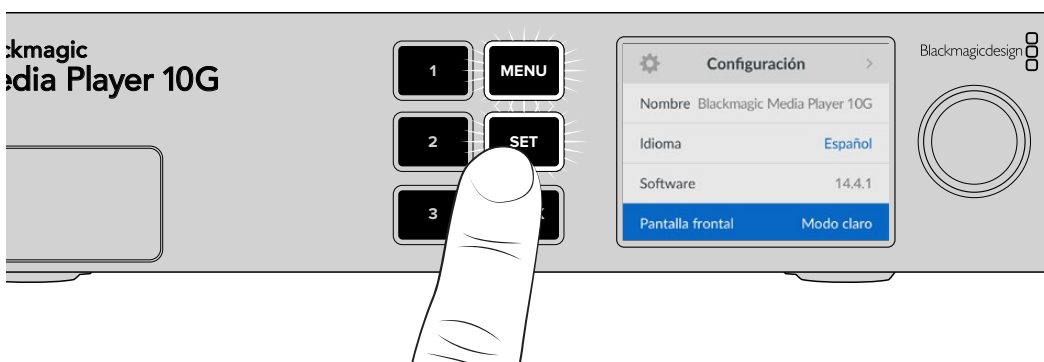 ckmagic
edia Player 10G
1
MENU
2
SET
3
Configuración
Nombre Blackmagic Media Player 10G
Idioma Español
Software 14.4.1
Pantalla frontal Modo claro
Blackmagicdesign